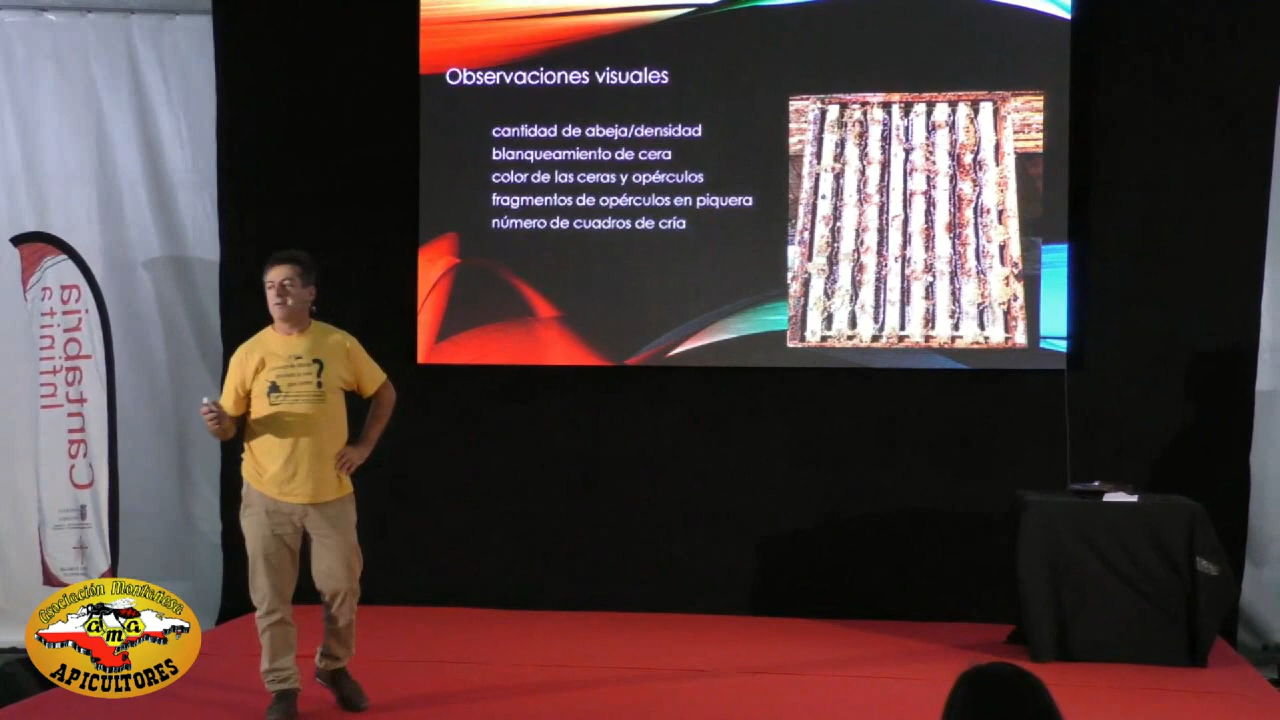 Observaciones visuales
cantidad de abeja/densidad
blanqueamiento de cera
color de las ceras y opérculos
fragmentos de opérculos en piquera
número de cuadros de cría
Cantabria
Infinita
?
Asociación Montañesa
AMA
APICULTORES